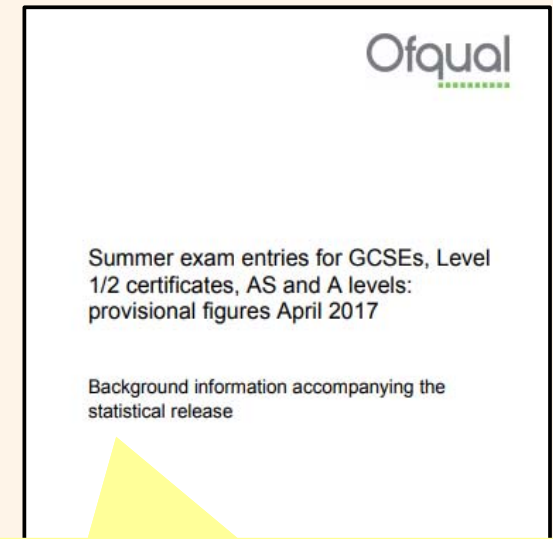 Ofqual
Summer exam entries for GCSEs, Level
1/2 certificates, AS and A levels:
provisional figures April 2017
Background information accompanying the
statistical release